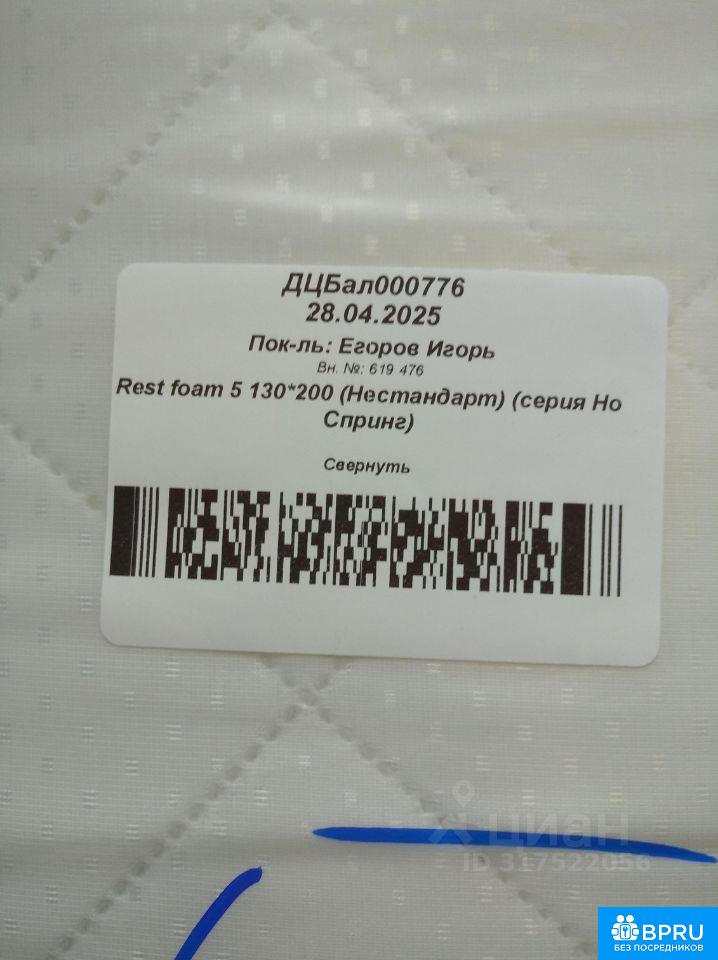 ДЦБал000776
28.04.2025
Пок-ль: Егоров Игорь
Вн. №: 619 476
Rest foam 5 130*200 (Нестандарт) (серия Но
Спринг)
Свернуть
циан
ID 317522056
BPRU
БЕЗ ПОСРЕДНИКОВ